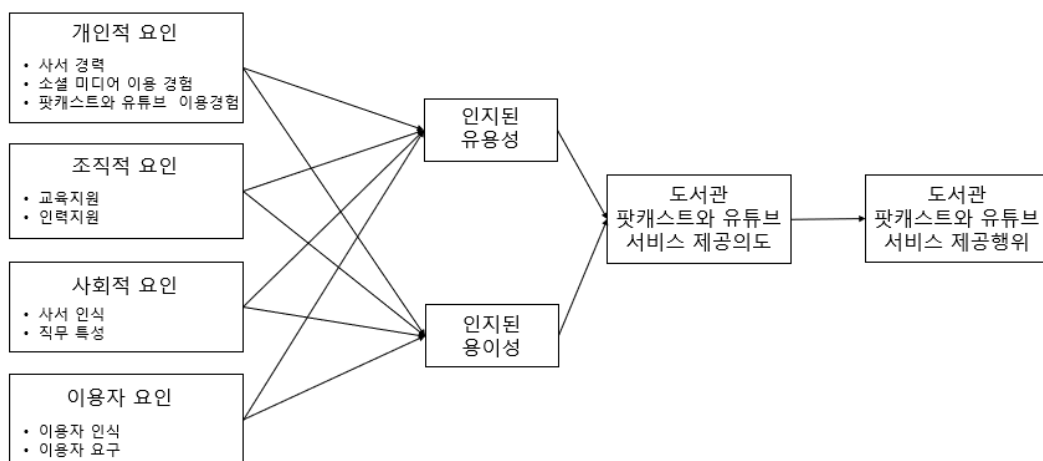 개인적 요인
• 사서 경력
• 소셜 미디어 이용 경험
• 팟캐스트와 유튜브 이용경험
조직적 요인
• 교육지원
• 인력지원
사회적 요인
• 사서 인식
• 직무 특성
이용자 요인
• 이용자 인식
• 이용자 요구
인지된
유용성
인지된
용이성
도서관
팟캐스트와 유튜브
서비스 제공의도
도서관
팟캐스트와 유튜브
서비스 제공행위